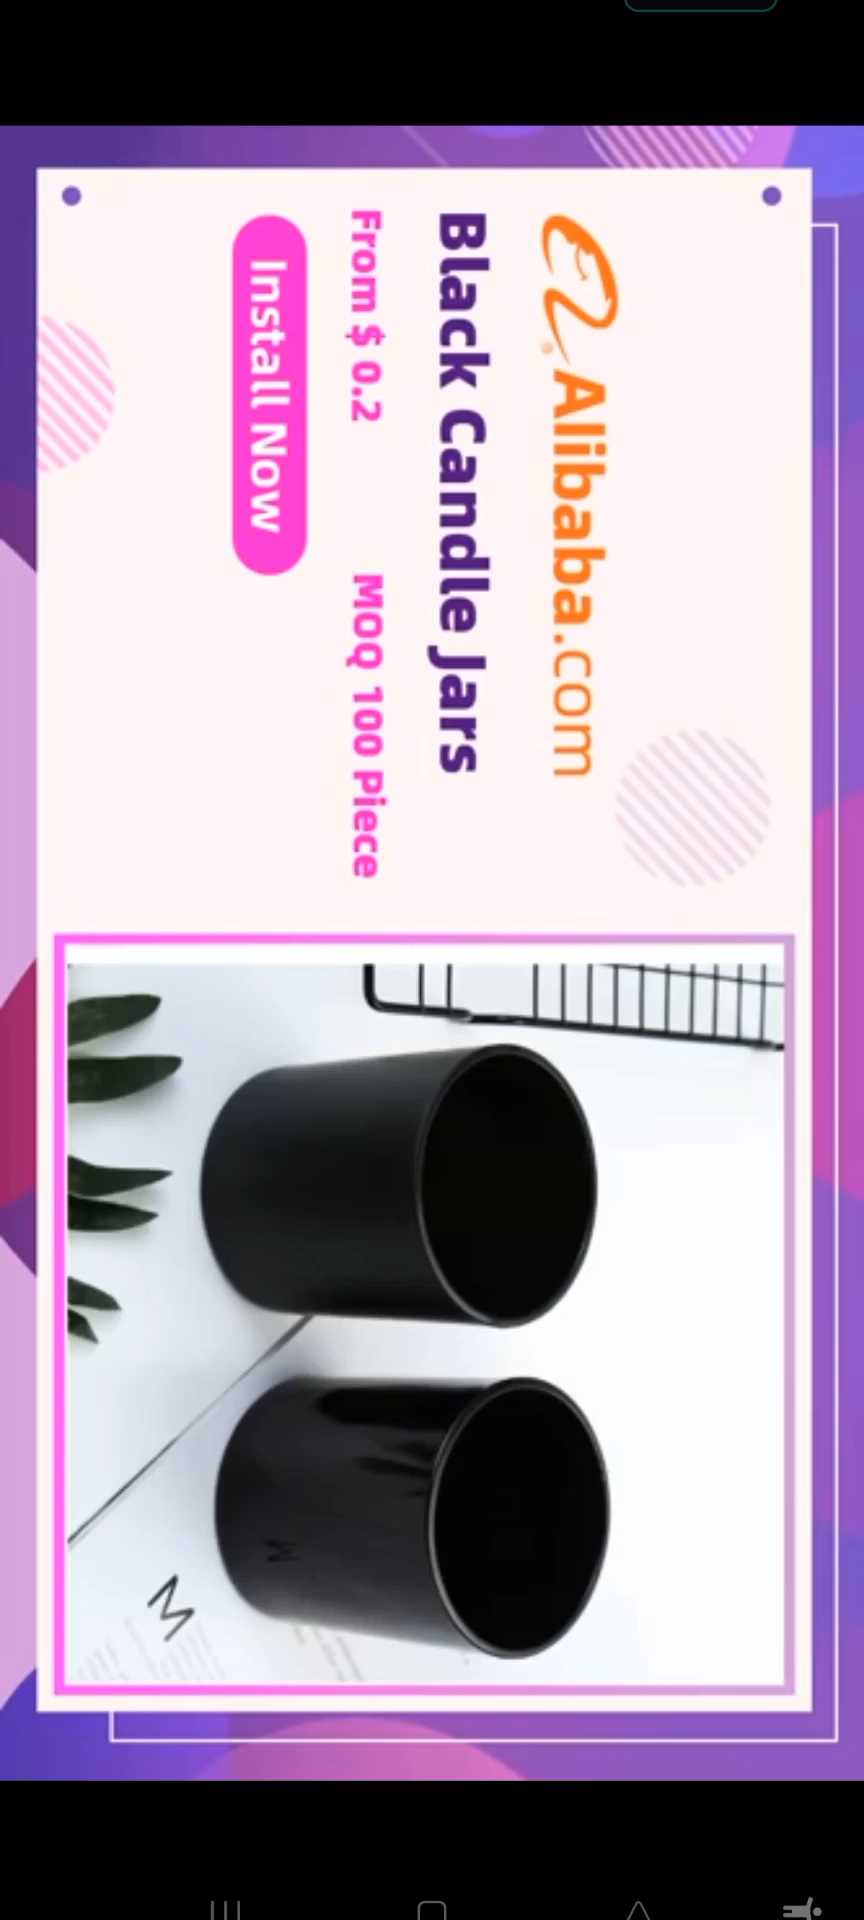 Alibaba.com
Black Candle Jars
From $ 0.2 MOQ 100 Piece
Install Now
M
M